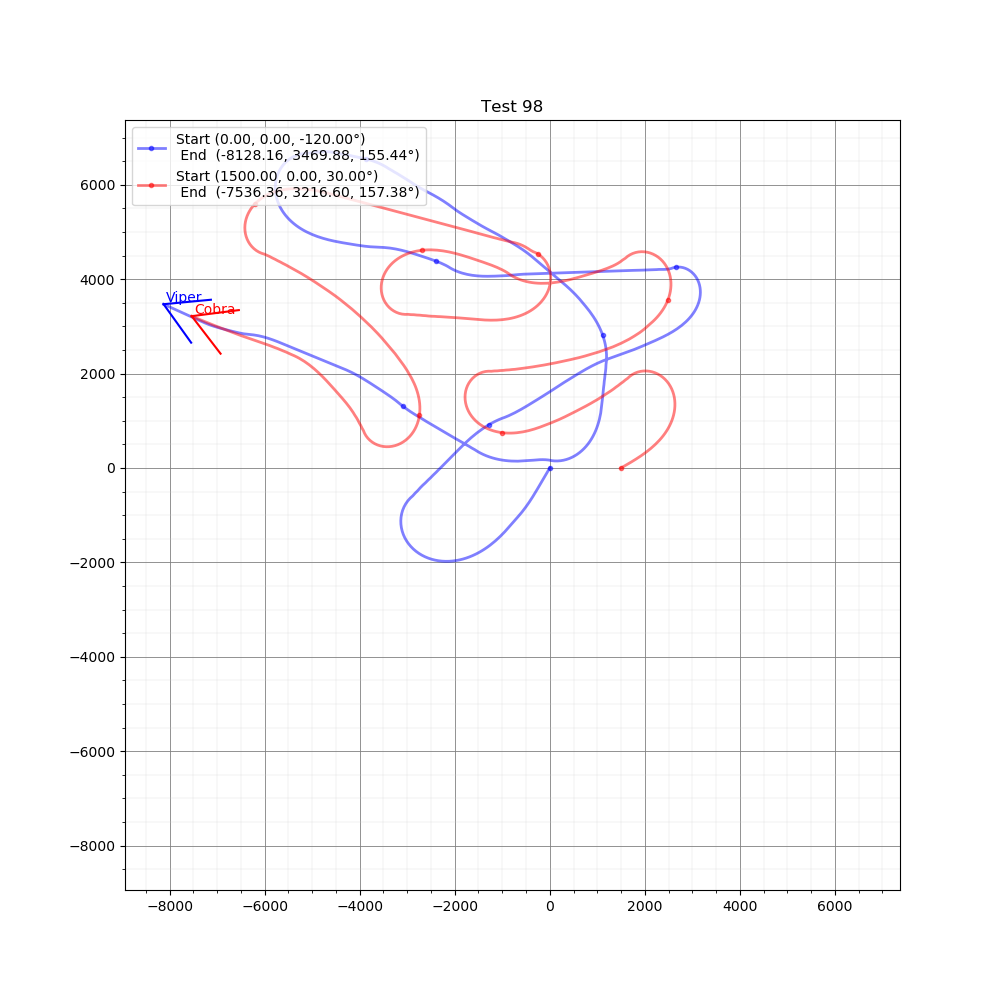 Test 98
Start (0.00, 0.00, -120.00°)
End (-8128.16, 3469.88, 155.44°)
Start (1500.00, 0.00, 30.00°)
End (-7536.36, 3216.60, 157.38°)
6000
4000
Viper
Cobra
2000
0
−2000
−4000
−6000
−8000
−8000 −6000 −4000 −2000 0 2000 4000 6000